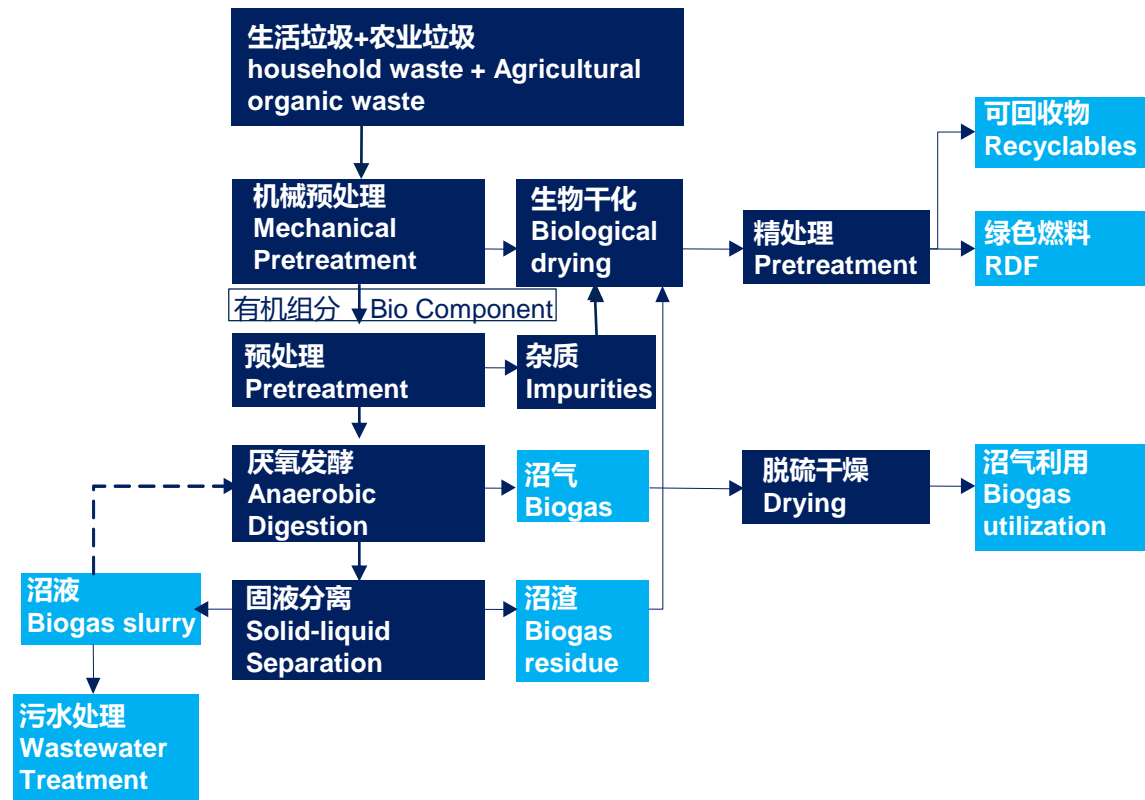 生活垃圾+农业垃圾
household waste + Agricultural
organic waste
可回收物
Recyclables
机械预处理
Mechanical
Pretreatment
生物干化
Biological
drying
精处理
Pretreatment
绿色燃料
RDF
有机组分 Bio Component
预处理
Pretreatment
杂质
Impurities
厌氧发酵
Anaerobic
Digestion
沼气
Biogas
脱硫干燥
Drying
沼气利用
Biogas
utilization
沼液
Biogas slurry
固液分离
Solid-liquid
Separation
沼渣
Biogas
residue
污水处理
Wastewater
Treatment